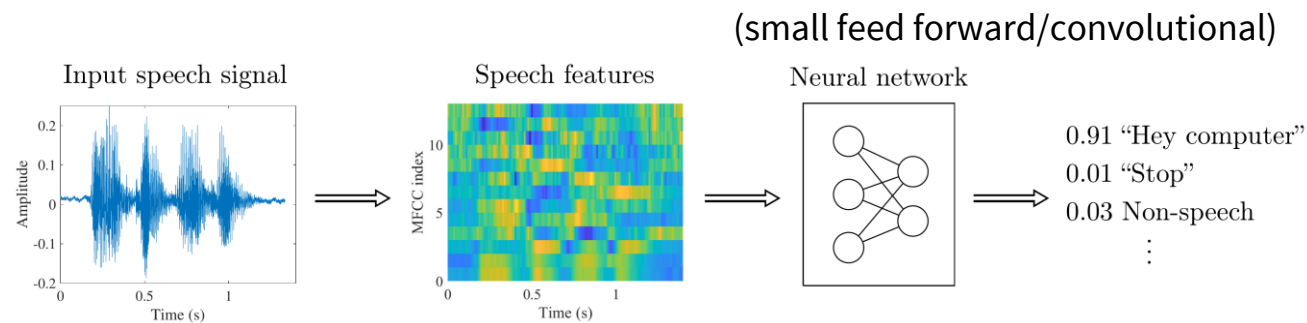 (small feed forward/convolutional)
Input speech signal
Speech features
Neural network
Amplitude
0.2
0.1
0
-0.1
-0.2
0
0.5
1
Time (s)
MFCC index
10
5
0
0
0.5
1
Time (s)
0.91 “Hey computer”
0.01 “Stop”
0.03 Non-speech
⋮